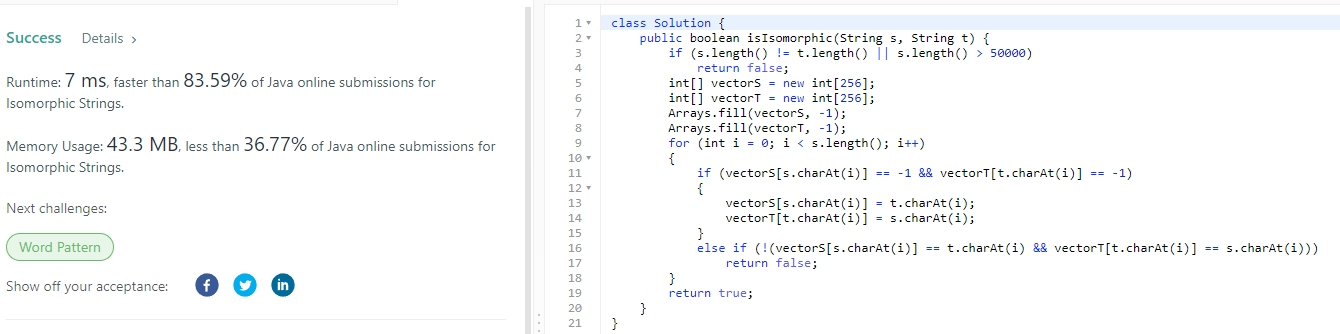 Success Details >
Runtime: 7 ms, faster than 83.59% of Java online submissions for
Isomorphic Strings.
Memory Usage: 43.3 MB, less than 36.77% of Java online submissions for
Isomorphic Strings.
Next challenges:
Word Pattern
Show off your acceptance: f in
1 class Solution {
2 public boolean isIsomorphic(String s, String t) {
3 if (s.length() != t.length() || s.length() > 50000)
4 return false;
5 int[] vectorS = new int[256];
6 int[] vectorT = new int[256];
7 Arrays.fill(vectorS, -1);
8 Arrays.fill(vectorT, -1);
9 for (int i = 0; i < s.length(); i++)
10 {
11 if (vectorS[s.charAt(i)] == -1 && vectorT[t.charAt(i)] == -1)
12 {
13 vectorS[s.charAt(i)] = t.charAt(i);
14 vectorT[t.charAt(i)] = s.charAt(i);
15 }
16 else if (!(vectorS[s.charAt(i)] == t.charAt(i) && vectorT[t.charAt(i)] == s.charAt(i)))
17 return false;
18 }
19 return true;
20 }
21 }